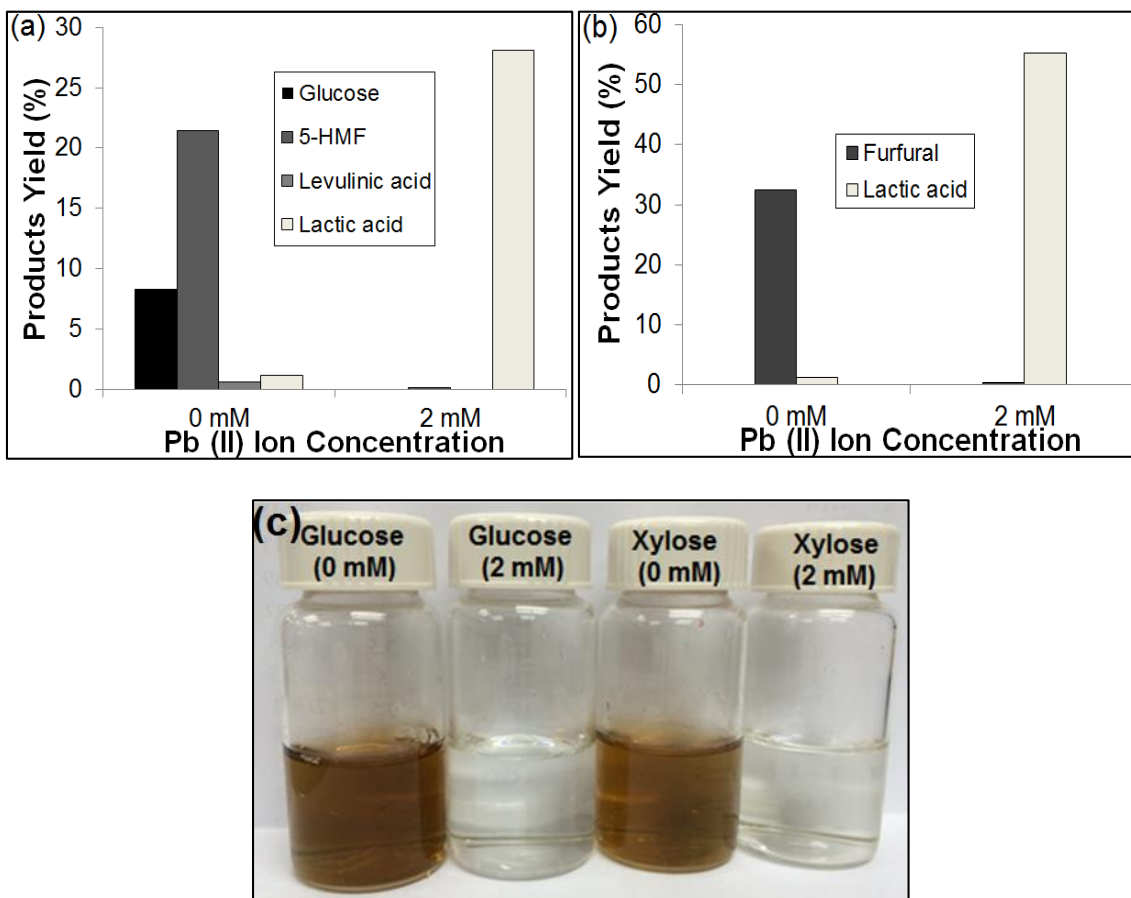 (a)
Products Yield (%)
30
25
20
15
10
5
0
Glucose
5-HMF
Levulinic acid
Lactic acid
0 mM
2 mM
Pb (II) Ion Concentration
(b)
Products Yield (%)
60
50
40
30
20
10
0
Furfural
Lactic acid
0 mM
2 mM
Pb (II) Ion Concentration
(c)
Glucose
(0 mM)
Glucose
(2 mM)
Xylose
(0 mM)
Xylose
(2 mM)